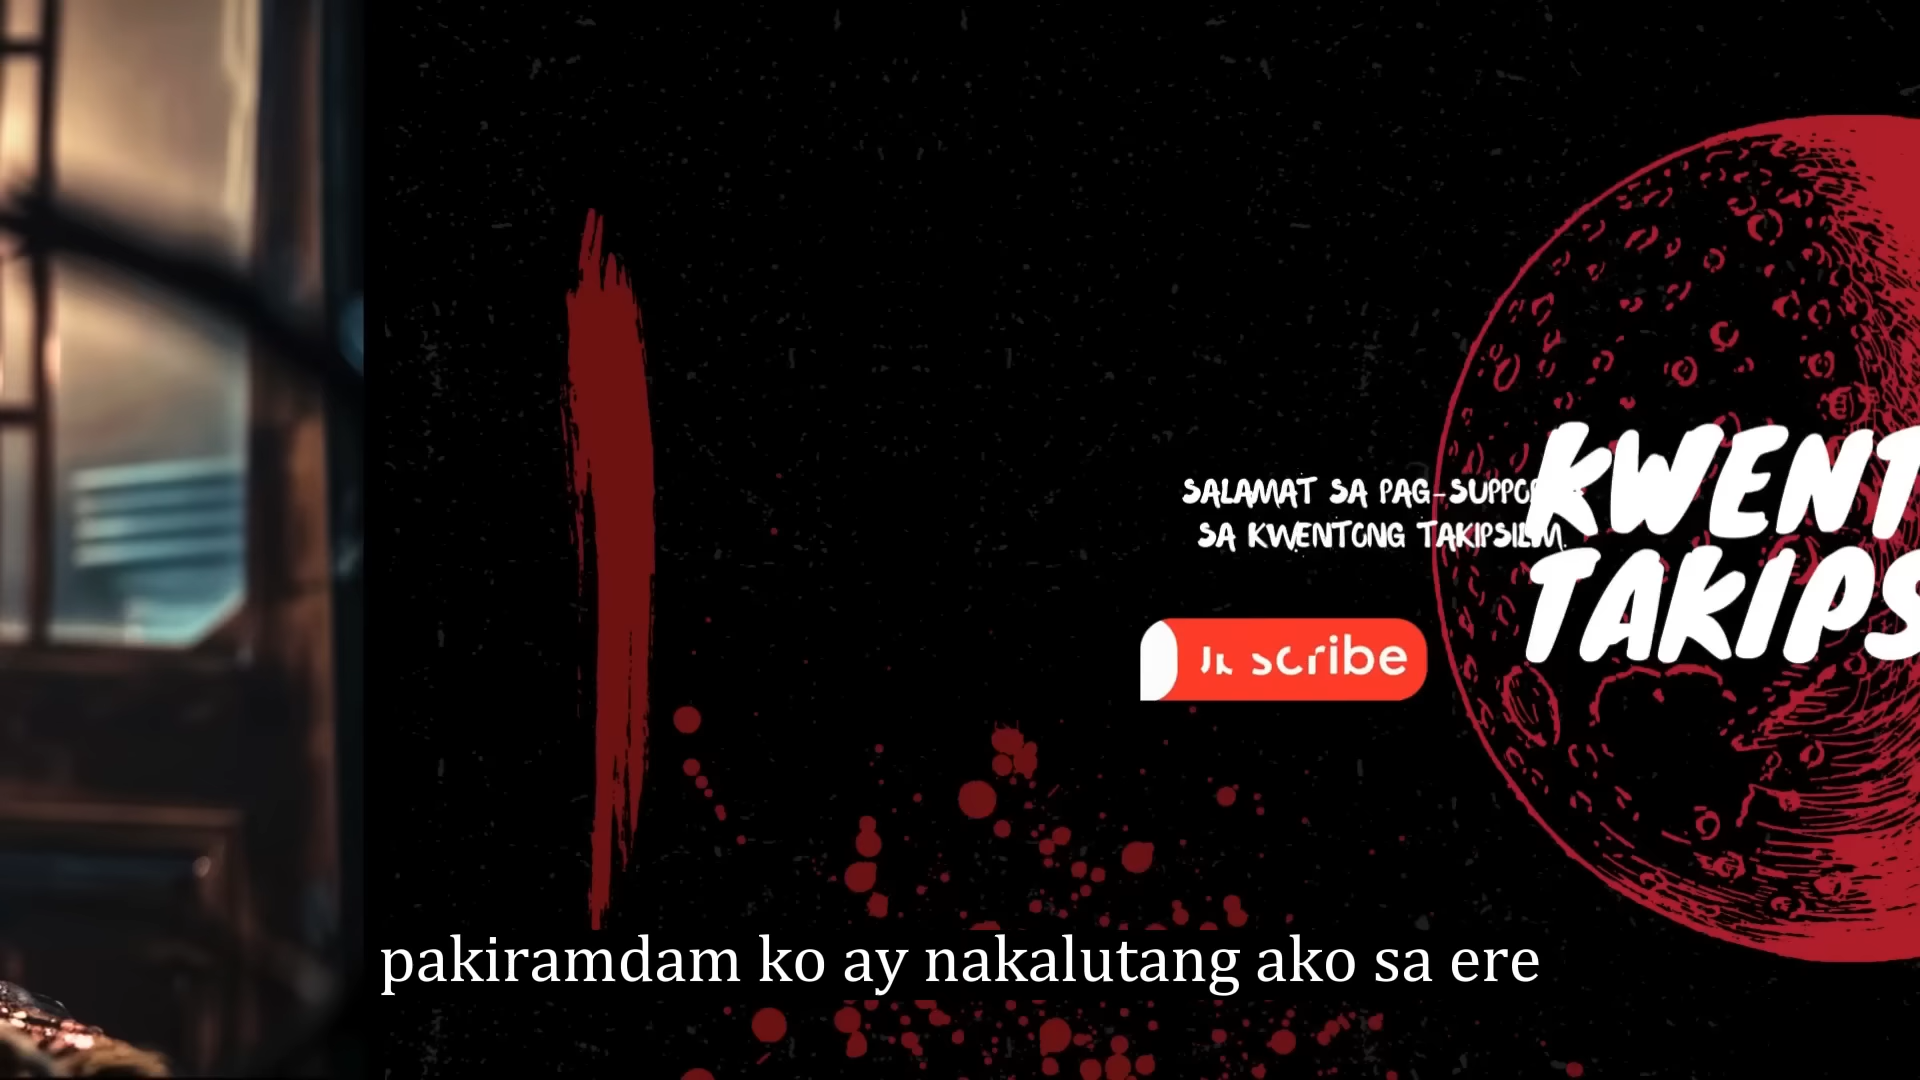 SALAMAT SA PAG-SUPPO
SA KWENTONG TAKIPSILIM.
KWENT
TAKIPS
scribe
pakiramdam ko ay nakalutang ako sa ere